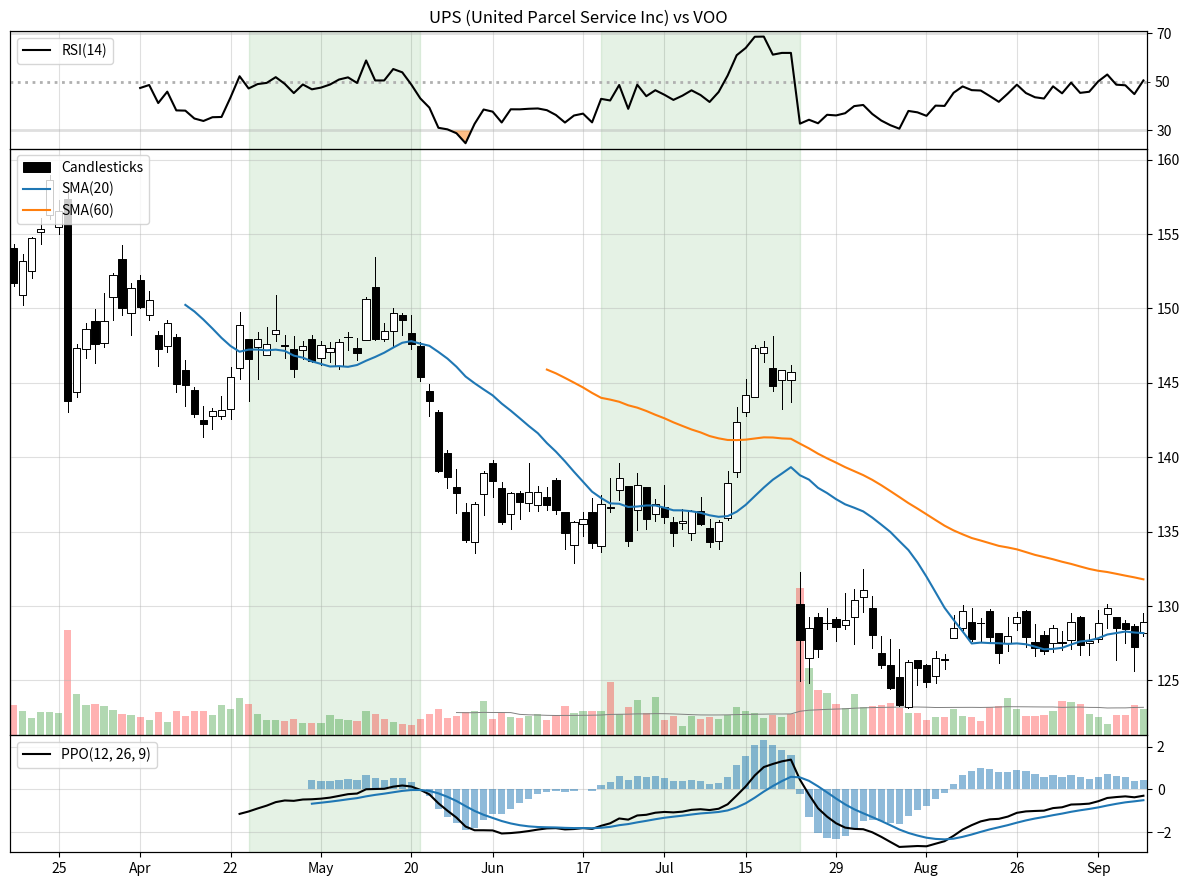 UPS (United Parcel Service Inc) vs VOO
RSI(14)
70
50
30
Candlesticks
SMA(20)
SMA(60)
160
155
150
145
140
135
130
125
PPO(12, 26, 9)
2
0
−2
25 Apr 22 May 20 Jun 17 Jul 15 29 Aug 26 Sep